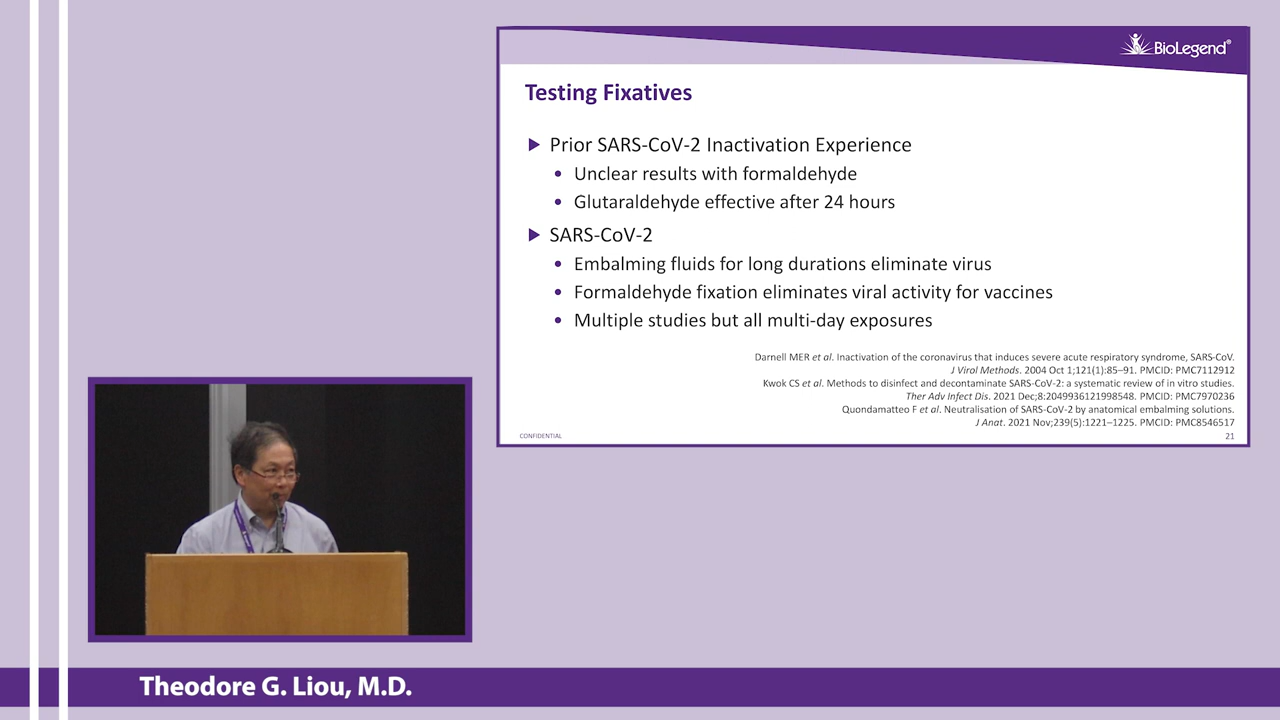 BioLegend®
Testing Fixatives
Prior SARS-CoV-2 Inactivation Experience
• Unclear results with formaldehyde
• Glutaraldehyde effective after 24 hours
SARS-CoV-2
• Embalming fluids for long durations eliminate virus
• Formaldehyde fixation eliminates viral activity for vaccines
• Multiple studies but all multi-day exposures
Darnell MER et al. Inactivation of the coronavirus that induces severe acute respiratory syndrome, SARS-CoV.
J Virol Methods. 2004 Oct 1;121(1):85–91. PMCID: PMC7112912
Kwok CS et al. Methods to disinfect and decontaminate SARS-CoV-2: a systematic review of in vitro studies.
Ther Adv Infect Dis. 2021 Dec;8:2049936121998548. PMCID: PMC7970236
Quondamatteo F et al. Neutralisation of SARS-CoV-2 by anatomical embalming solutions.
J Anat. 2021 Nov;239(5):1221–1225. PMCID: PMC8546517
CONFIDENTIAL
21
Theodore G. Liou, M.D.